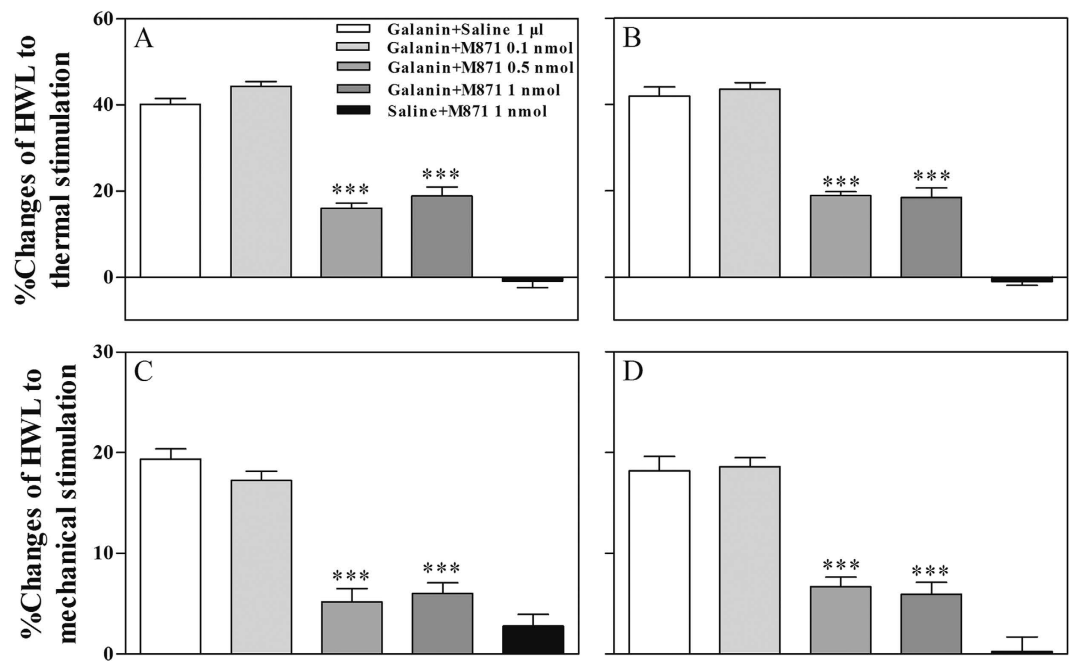 %Changes of HWL to
thermal stimulation
60
40
20
0
A
Galanin+Saline 1 µl
Galanin+M871 0.1 nmol
Galanin+M871 0.5 nmol
Galanin+M871 1 nmol
Saline+M871 1 nmol
***
***
B
***
***
%Changes of HWL to
mechanical stimulation
30
20
10
0
C
***
***
D
***
***